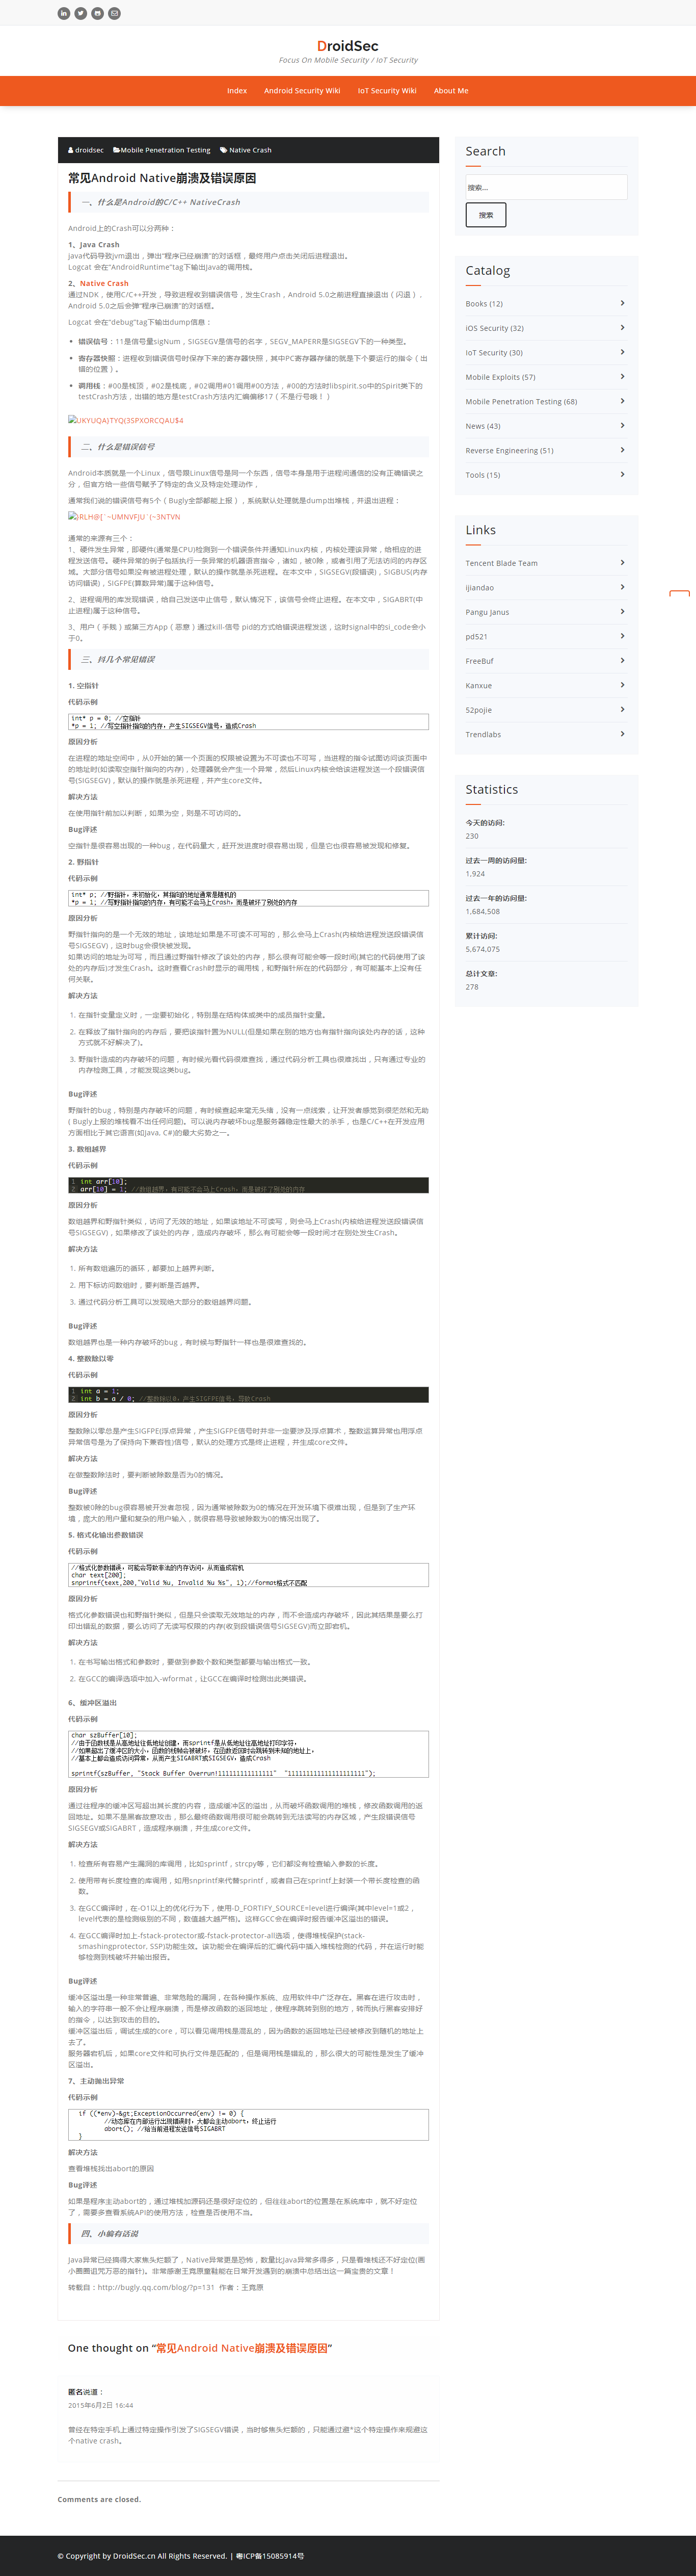 DroidSec
Focus On Mobile Security / IoT Security
Index
Android Security Wiki
IoT Security Wiki
About Me
droidsec
Mobile Penetration Testing
Native Crash
常见Android Native崩溃及错误原因
一、什么是Android的C/C++ NativeCrash
Android上的Crash可以分两种：
1、Java Crash
java代码导致jvm退出，弹出“程序已经崩溃”的对话框，最终用户点击关闭后进程退出。
Logcat 会在“AndroidRuntime”tag下输出Java的调用栈。
2、Native Crash
通过NDK，使用C/C++开发，导致进程收到错误信号，发生Crash，Android 5.0之前进程直接退出（闪退），
Android 5.0之后会弹“程序已崩溃”的对话框。
Logcat 会在“debug”tag下输出dump信息：
错误信号：11是信号量sigNum，SIGSEGV是信号的名字，SEGV_MAPERR是SIGSEGV下的一种类型。
寄存器快照：进程收到错误信号时保存下来的寄存器快照，其中PC寄存器存储的就是下个要运行的指令（出
错的位置）。
调用栈：#00是栈顶，#02是栈底，#02调用#01调用#00方法，#00的方法时libspirit.so中的Spirit类下的
testCrash方法，出错的地方是testCrash方法内汇编偏移17（不是行号哦！）
UKYUQA}TYQ(3SPXORCQAU$4
二、什么是错误信号
Android本质就是一个Linux，信号跟Linux信号是同一个东西，信号本身是用于进程间通信的没有正确错误之
分，但官方给一些信号赋予了特定的含义及特定处理动作，
通常我们说的错误信号有5个（Bugly全部都能上报），系统默认处理就是dump出堆栈，并退出进程：
通常的来源有三个：
1、硬件发生异常，即硬件(通常是CPU)检测到一个错误条件并通知Linux内核，内核处理该异常，给相应的进
程发送信号。硬件异常的例子包括执行一条异常的机器语言指令，诸如，被0除，或者引用了无法访问的内存区
域。大部分信号如果没有被进程处理，默认的操作就是杀死进程。在本文中，SIGSEGV(段错误)，SIGBUS(内存
访问错误)，SIGFPE(算数异常)属于这种信号。
2、进程调用的库发现错误，给自己发送中止信号，默认情况下，该信号会终止进程。在本文中，SIGABRT(中
止进程)属于这种信号。
3、用户（手贱）或第三方App（恶意）通过kill-信号 pid的方式给错误进程发送，这时signal中的si_code会小
于0。
三、抖几个常见错误
1. 空指针
代码示例
int* p = 0; //空指针
*p = 1; //写空指针指向的内存，产生SIGSEGV信号，造成Crash
原因分析
在进程的地址空间中，从0开始的第一个页面的权限被设置为不可读也不可写，当进程的指令试图访问该页面中
的地址时(如读取空指针指向的内存)，处理器就会产生一个异常，然后Linux内核会给该进程发送一个段错误信
号(SIGSEGV)，默认的操作就是杀死进程，并产生core文件。
解决方法
在使用指针前加以判断，如果为空，则是不可访问的。
Bug评述
空指针是很容易出现的一种bug，在代码量大，赶开发进度时很容易出现，但是它也很容易被发现和修复。
2. 野指针
代码示例
int* p; //野指针，未初始化，其指向的地址通常是随机的
*p = 1; //写野指针指向的内存，有可能不会马上Crash，而是破坏了别处的内存
原因分析
野指针指向的是一个无效的地址，该地址如果是不可读不可写的，那么会马上Crash(内核给进程发送段错误信
号SIGSEGV)，这时bug会很快被发现。
如果访问的地址为可写，而且通过野指针修改了该处的内存，那么很有可能会等一段时间(其它的代码使用了该
处的内存后)才发生Crash。这时查看Crash时显示的调用栈，和野指针所在的代码部分，有可能基本上没有任
何关联。
解决方法
1. 在指针变量定义时，一定要初始化，特别是在结构体或类中的成员指针变量。
2. 在释放了指针指向的内存后，要把该指针置为NULL(但是如果在别的地方也有指针指向该处内存的话，这种
方式就不好解决了)。
3. 野指针造成的内存破坏的问题，有时候光看代码很难查找，通过代码分析工具也很难找出，只有通过专业的
内存检测工具，才能发现这类bug。
Bug评述
野指针的bug，特别是内存破坏的问题，有时候查起来毫无头绪，没有一点线索，让开发者感觉到很茫然和无助
( Bugly上报的堆栈看不出任何问题)。可以说内存破坏bug是服务器稳定性最大的杀手，也是C/C++在开发应用
方面相比于其它语言(如Java, C#)的最大劣势之一。
3. 数组越界
代码示例
1 int arr[10];
2 arr[10] = 1; //数组越界，有可能不会马上Crash，而是破坏了别处的内存
原因分析
数组越界和野指针类似，访问了无效的地址，如果该地址不可读写，则会马上Crash(内核给进程发送段错误信
号SIGSEGV)，如果修改了该处的内存，造成内存破坏，那么有可能会等一段时间才在别处发生Crash。
解决方法
1. 所有数组遍历的循环，都要加上越界判断。
2. 用下标访问数组时，要判断是否越界。
3. 通过代码分析工具可以发现绝大部分的数组越界问题。
Bug评述
数组越界也是一种内存破坏的bug，有时候与野指针一样也是很难查找的。
4. 整数除以零
代码示例
1 int a = 1;
2 int b = a / 0; //整数除以0，产生SIGFPE信号，导致Crash
原因分析
整数除以零总是产生SIGFPE(浮点异常，产生SIGFPE信号时并非一定要涉及浮点算术，整数运算异常也用浮点
异常信号是为了保持向下兼容性)信号，默认的处理方式是终止进程，并生成core文件。
解决方法
在做整数除法时，要判断被除数是否为0的情况。
Bug评述
整数被0除的bug很容易被开发者忽视，因为通常被除数为0的情况在开发环境下很难出现，但是到了生产环
境，庞大的用户量和复杂的用户输入，就很容易导致被除数为0的情况出现了。
5. 格式化输出参数错误
代码示例
//格式化参数错误，可能会导致非法的内存访问，从而造成宕机
char text[200];
snprintf(text,200,"Valid %u, Invalid %u %s", 1);//format格式不匹配
原因分析
格式化参数错误也和野指针类似，但是只会读取无效地址的内存，而不会造成内存破坏，因此其结果是要么打
印出错乱的数据，要么访问了无读写权限的内存(收到段错误信号SIGSEGV)而立即宕机。
解决方法
1. 在书写输出格式和参数时，要做到参数个数和类型都要与输出格式一致。
2. 在GCC的编译选项中加入-wformat，让GCC在编译时检测出此类错误。
6、缓冲区溢出
代码示例
char szBuffer[10];
//由于函数栈是从高地址往低地址创建，而sprintf是从低地址往高地址打印字符，
//如果超出了缓冲区的大小，函数的栈帧会被破坏，在函数返回时会跳转到未知的地址上，
//基本上都会造成访问异常，从而产生SIGABRT或SIGSEGV，造成Crash
原因分析
通过往程序的缓冲区写超出其长度的内容，造成缓冲区的溢出，从而破坏函数调用的堆栈，修改函数调用的返
回地址。如果不是黑客故意攻击，那么最终函数调用很可能会跳转到无法读写的内存区域，产生段错误信号
SIGSEGV或SIGABRT，造成程序崩溃，并生成core文件。
解决方法
1. 检查所有容易产生漏洞的库调用，比如sprintf，strcpy等，它们都没有检查输入参数的长度。
2. 使用带有长度检查的库调用，如用snprintf来代替sprintf，或者自己在sprintf上封装一个带长度检查的函
数。
3. 在GCC编译时，在-O1以上的优化行为下，使用-D_FORTIFY_SOURCE=level进行编译(其中level=1或2，
level代表的是检测级别的不同，数值越大越严格)。这样GCC会在编译时报告缓冲区溢出的错误。
4. 在GCC编译时加上-fstack-protector或-fstack-protector-all选项，使得堆栈保护(stack-
smashingprotector, SSP)功能生效。该功能会在编译后的汇编代码中插入堆栈检测的代码，并在运行时能
够检测到栈破坏并输出报告。
Bug评述
缓冲区溢出是一种非常普遍、非常危险的漏洞，在各种操作系统、应用软件中广泛存在。黑客在进行攻击时，
输入的字符串一般不会让程序崩溃，而是修改函数的返回地址，使程序跳转到别的地方，转而执行黑客安排好
的指令，以达到攻击的目的。
缓冲区溢出后，调试生成的core，可以看见调用栈是混乱的，因为函数的返回地址已经被修改到随机的地址上
去了。
服务器宕机后，如果core文件和可执行文件是匹配的，但是调用栈是错乱的，那么很大的可能性是发生了缓冲
区溢出。
7、主动抛出异常
代码示例
if ((*env)-&gt;ExceptionOccurred(env) != 0) {
//动态库在内部运行出现错误时，大都会主动abort，终止运行
abort(); //给当前进程发送信号SIGABRT
}
解决方法
查看堆栈找出abort的原因
Bug评述
如果是程序主动abort的，通过堆栈加源码还是很好定位的，但往往abort的位置是在系统库中，就不好定位
了，需要多查看系统API的使用方法，检查是否使用不当。
四、小编有话说
Java异常已经搞得大家焦头烂额了，Native异常更是恐怖，数量比Java异常多得多，只是看堆栈还不好定位(画
小圈圈诅咒万恶的指针)。非常感谢王竞原童鞋能在日常开发遇到的崩溃中总结出这一篇宝贵的文章！
转载自：http://bugly.qq.com/blog/?p=131 作者：王竞原
One thought on “常见Android Native崩溃及错误原因”
匿名说道：
2015年6月2日 16:44
曾经在特定手机上通过特定操作引发了SIGSEGV错误，当时够焦头烂额的，只能通过避*这个特定操作来规避这
个native crash。
Comments are closed.
Search
搜索…
搜索
Catalog
Books (12)
iOS Security (32)
IoT Security (30)
Mobile Exploits (57)
Mobile Penetration Testing (68)
News (43)
Reverse Engineering (51)
Tools (15)
Links
Tencent Blade Team
ijiandao
Pangu Janus
pd521
FreeBuf
Kanxue
52pojie
Trendlabs
Statistics
今天的访问:
230
过去一周的访问量:
1,924
过去一年的访问量:
1,684,508
累计访问:
5,674,075
总计文章:
278
© Copyright by DroidSec.cn All Rights Reserved. | 粤ICP备15085914号